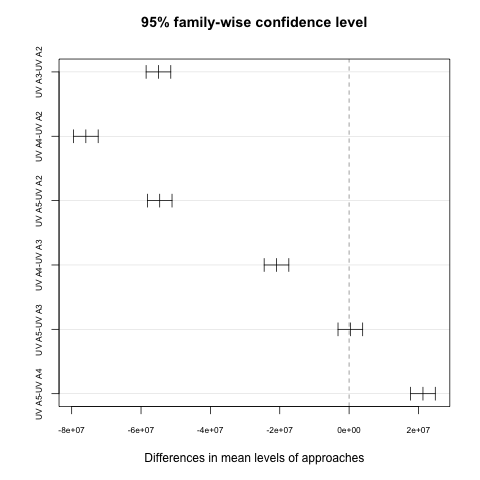 95% family-wise confidence level
UV A3-UV A2
UV A4-UV A2
UV A5-UV A2
UV A4-UV A3
UV A5-UV A3
UV A5-UV A4
-8e+07 -6e+07 -4e+07 -2e+07 0e+00 2e+07
Differences in mean levels of approaches